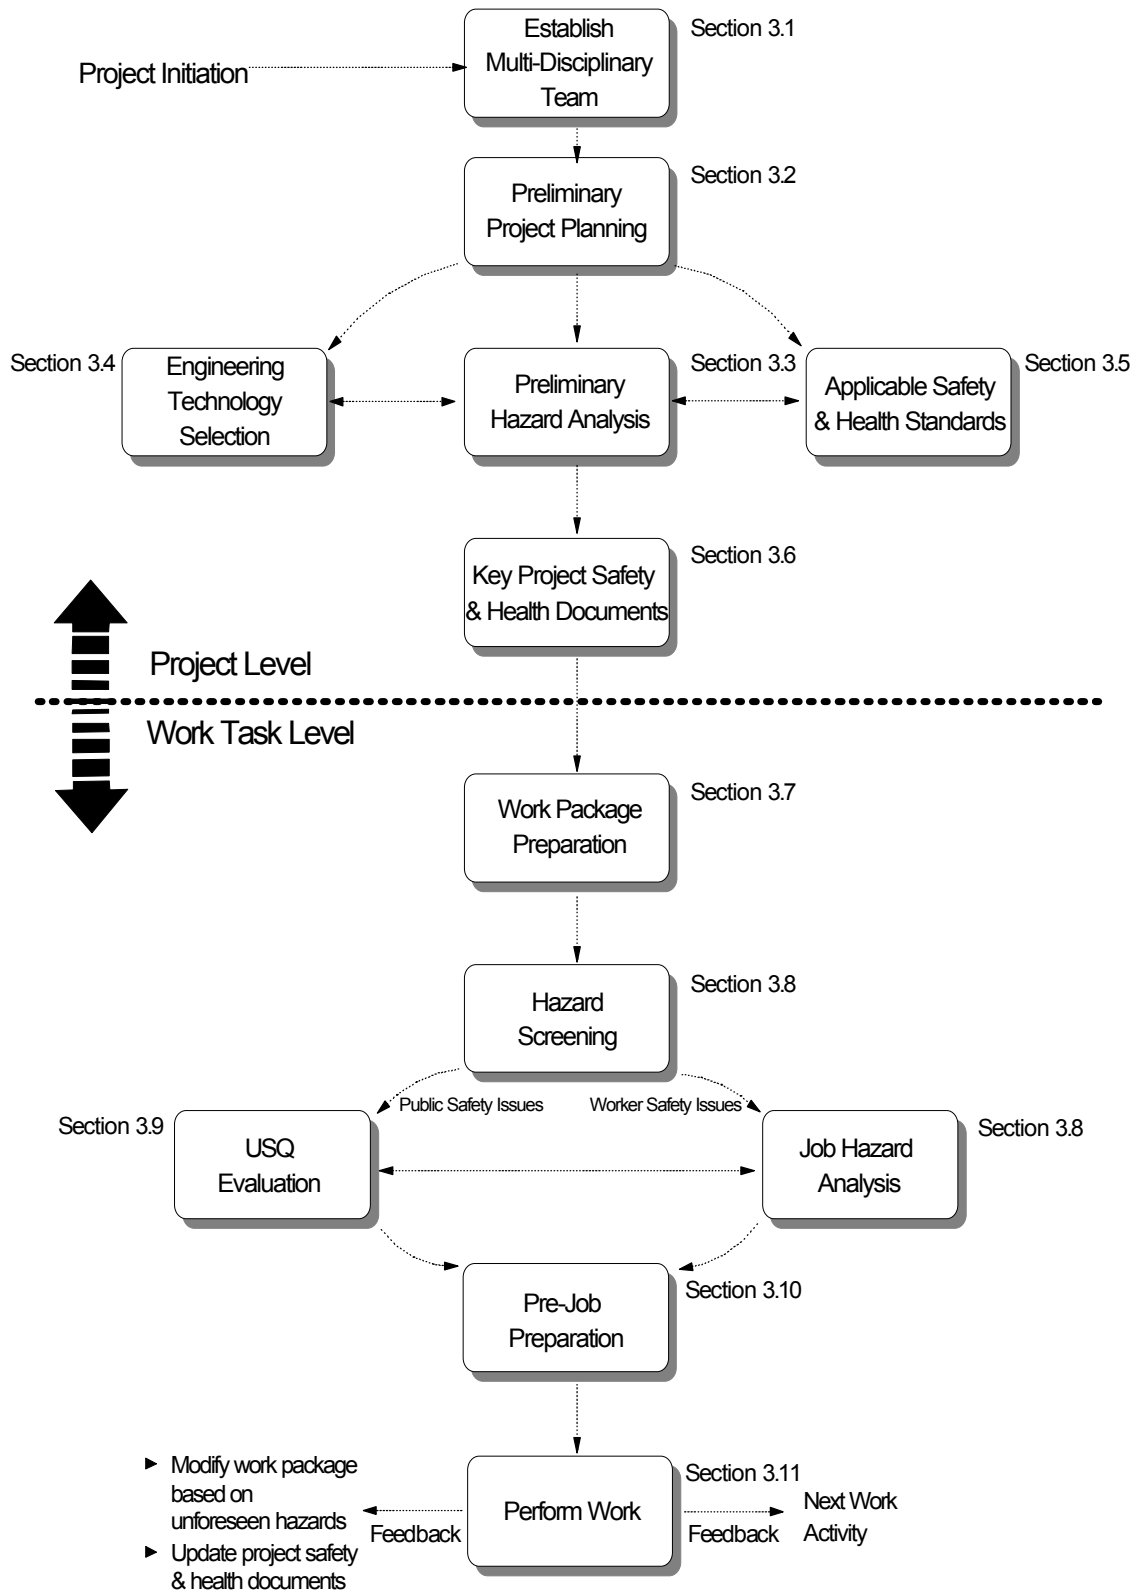 Establish
Multi-Disciplinary
Team
Section 3.1
Project Initiation
Preliminary
Project Planning
Section 3.2
Section 3.4
Engineering
Technology
Selection
Preliminary
Hazard Analysis
Section 3.3
Applicable Safety
& Health Standards
Section 3.5
Key Project Safety
& Health Documents
Section 3.6
Project Level
Work Task Level
Work Package
Preparation
Section 3.7
Hazard
Screening
Section 3.8
Public Safety Issues
Worker Safety Issues
Section 3.9
USQ
Evaluation
Job Hazard
Analysis
Section 3.8
Pre-Job
Preparation
Section 3.10
► Modify work package
based on
unforeseen hazards
► Update project safety
& health documents
Feedback
Perform Work
Section 3.11
Feedback
Next Work
Activity